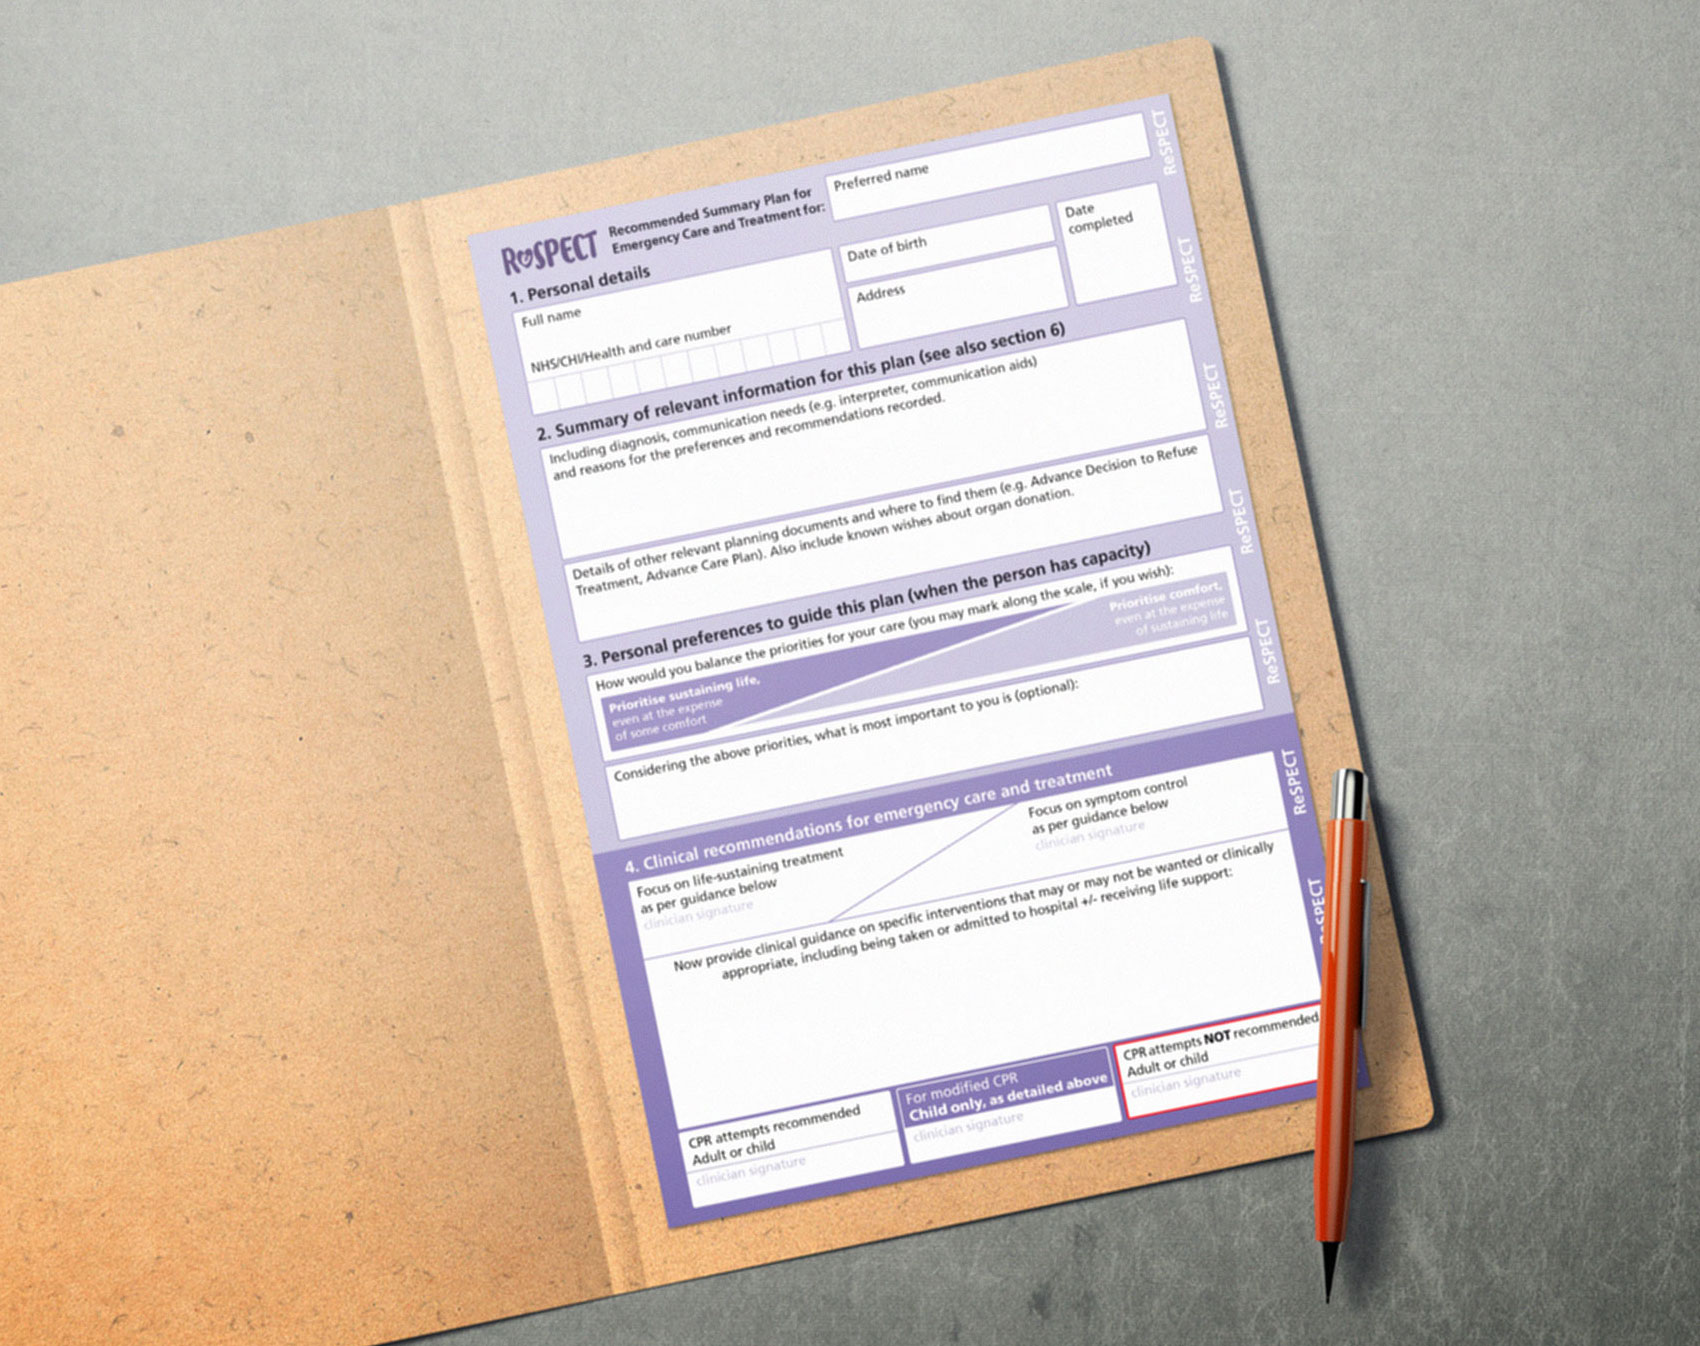 ReSPECT
Recommended Summary Plan for
Emergency Care and Treatment for:
Preferred name
1. Personal details
Full name
NHS/CHI/Health and care number
Date of birth
Address
Date
completed
2. Summary of relevant information for this plan (see also section 6)
Including diagnosis, communication needs (e.g. interpreter, communication aids)
and reasons for the preferences and recommendations recorded.
Details of other relevant planning documents and where to find them (e.g. Advance Decision to Refuse
Treatment, Advance Care Plan). Also include known wishes about organ donation.
3. Personal preferences to guide this plan (when the person has capacity)
How would you balance the priorities for your care (you may mark along the scale, if you wish):
Prioritise sustaining life,
even at the expense
of some comfort
Prioritise comfort,
even at the expense
of sustaining life
Considering the above priorities, what is most important to you is (optional):
4. Clinical recommendations for emergency care and treatment
Focus on life-sustaining treatment
as per guidance below
clinician signature
Focus on symptom control
as per guidance below
clinician signature
Now provide clinical guidance on specific interventions that may or may not be wanted or clinically
appropriate, including being taken or admitted to hospital +/- receiving life support:
CPR attempts recommended
Adult or child
clinician signature
For modified CPR
Child only, as detailed above
clinician signature
CPR attempts NOT recommended
Adult or child
clinician signature
ReSPECT
ReSPECT
ReSPECT
ReSPECT
ReSPECT
ReSPECT
ReSPECT